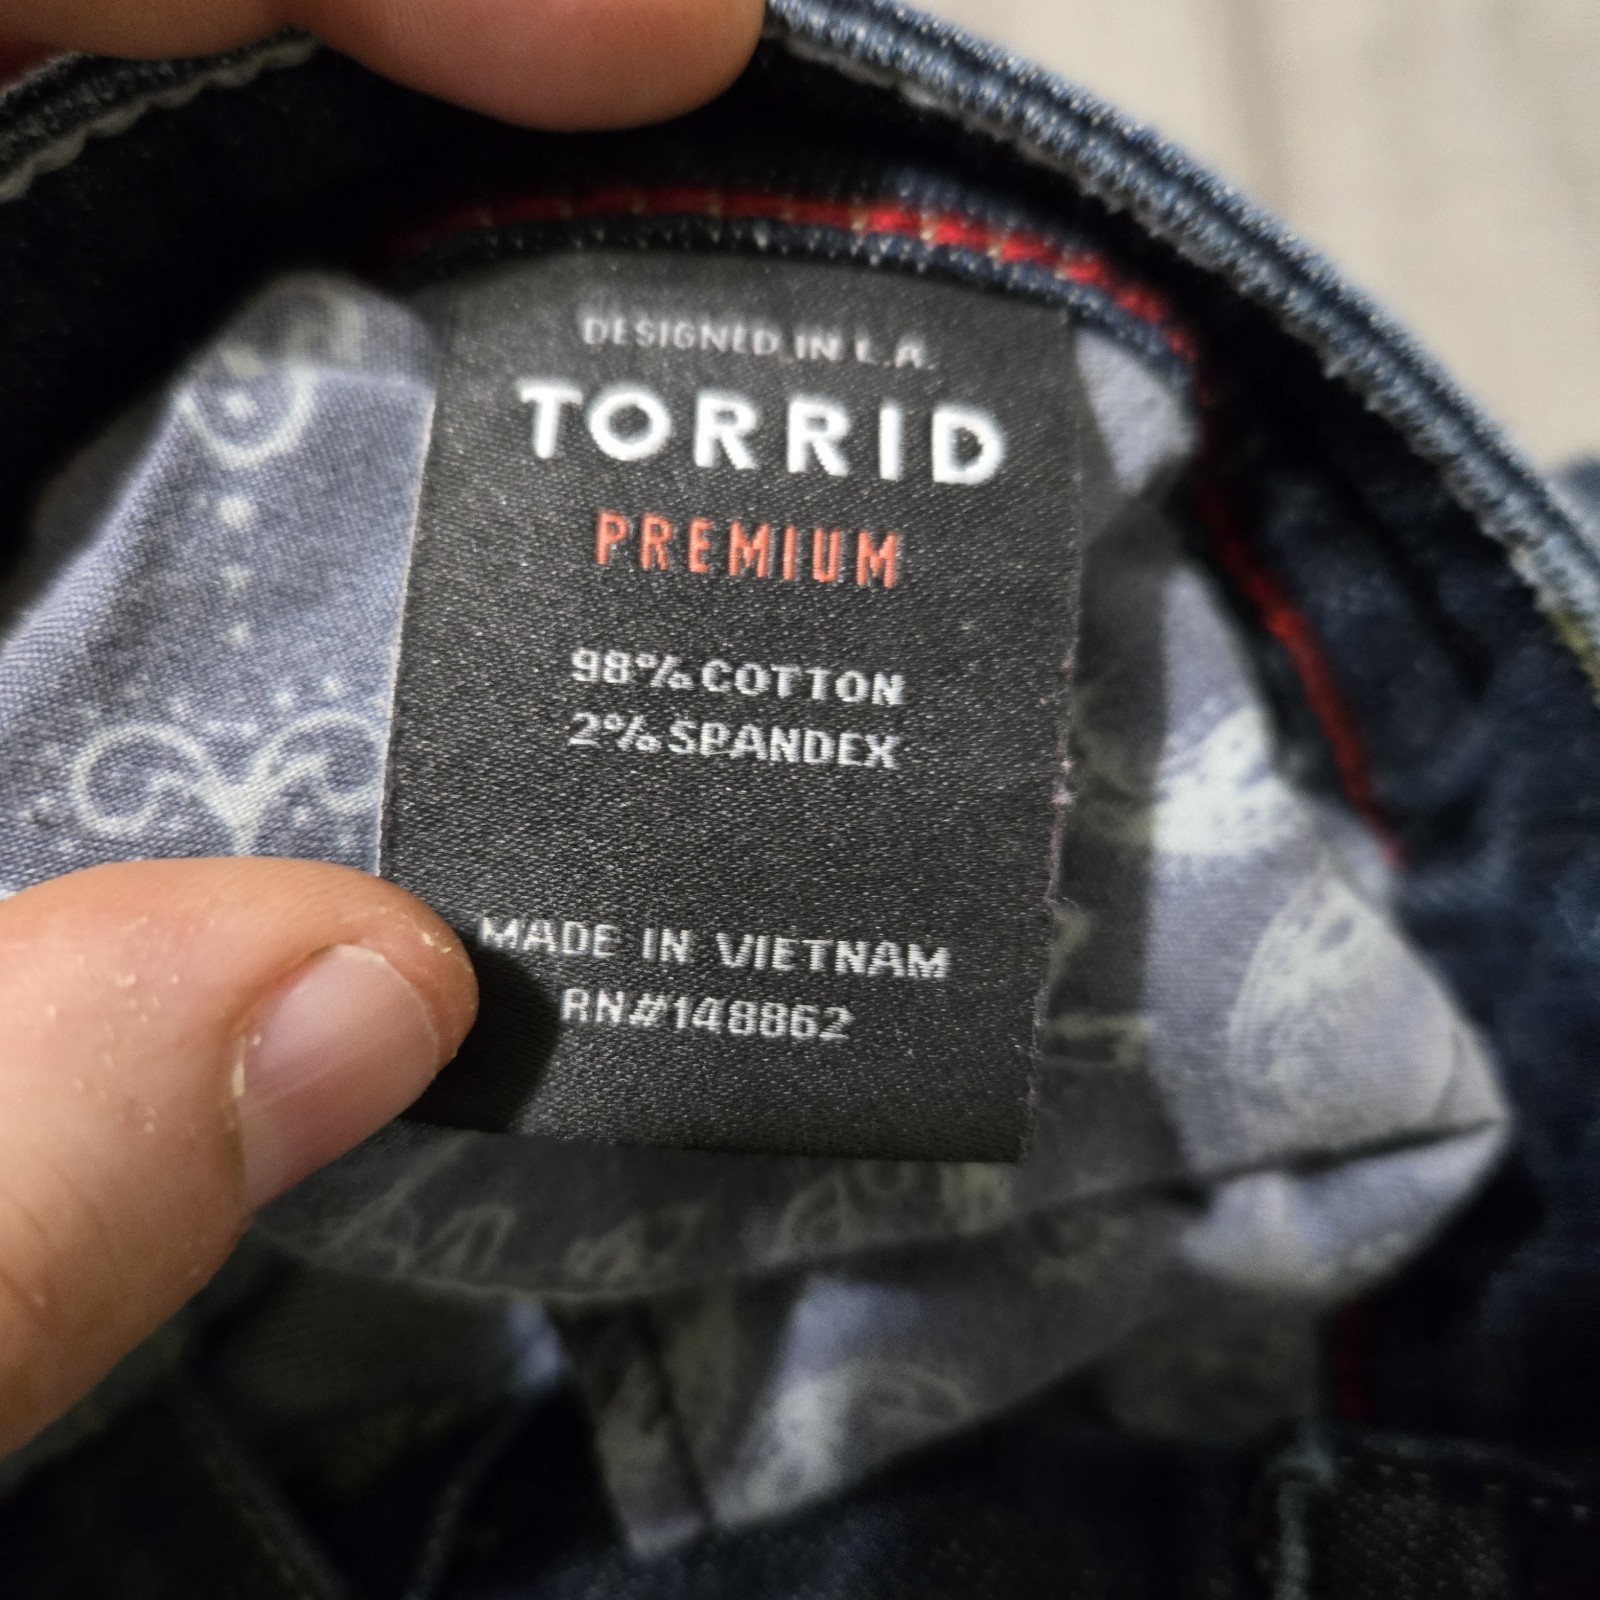 DESIGNED IN L.A.
TORRID
PREMIUM
98% COTTON
2% SPANDEX
MADE IN VIETNAM
RN#148862